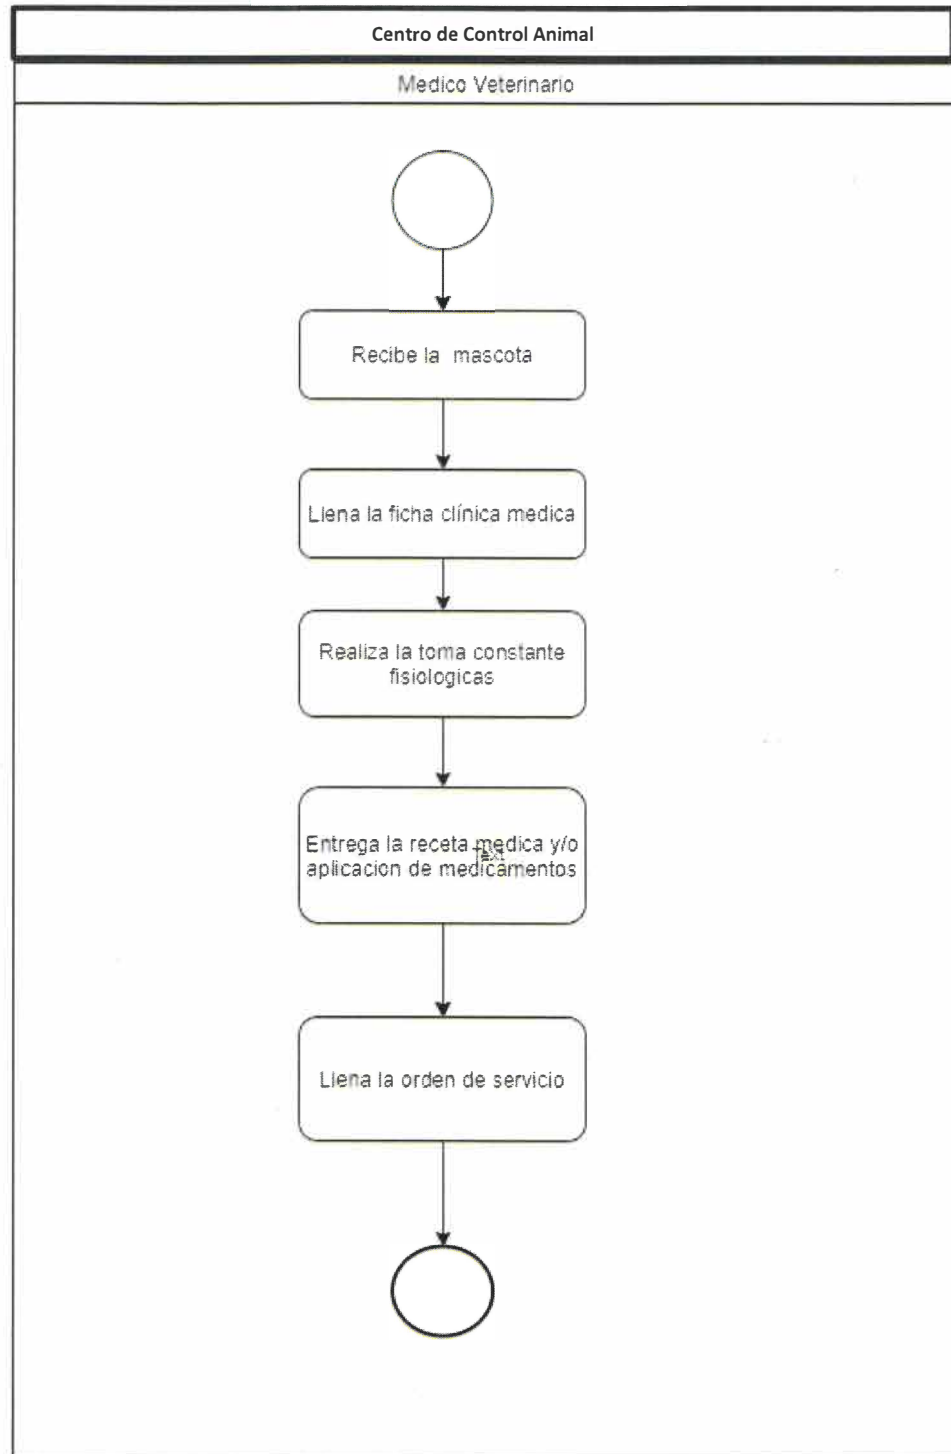 Centro de Control Animal
Medico Veterinario
Recibe la mascota
Llena la ficha clínica medica
Realiza la toma constante
fisiologicas
Entrega la receta medica y/o
aplicacion de medicamentos
Text
Llena la orden de servicio